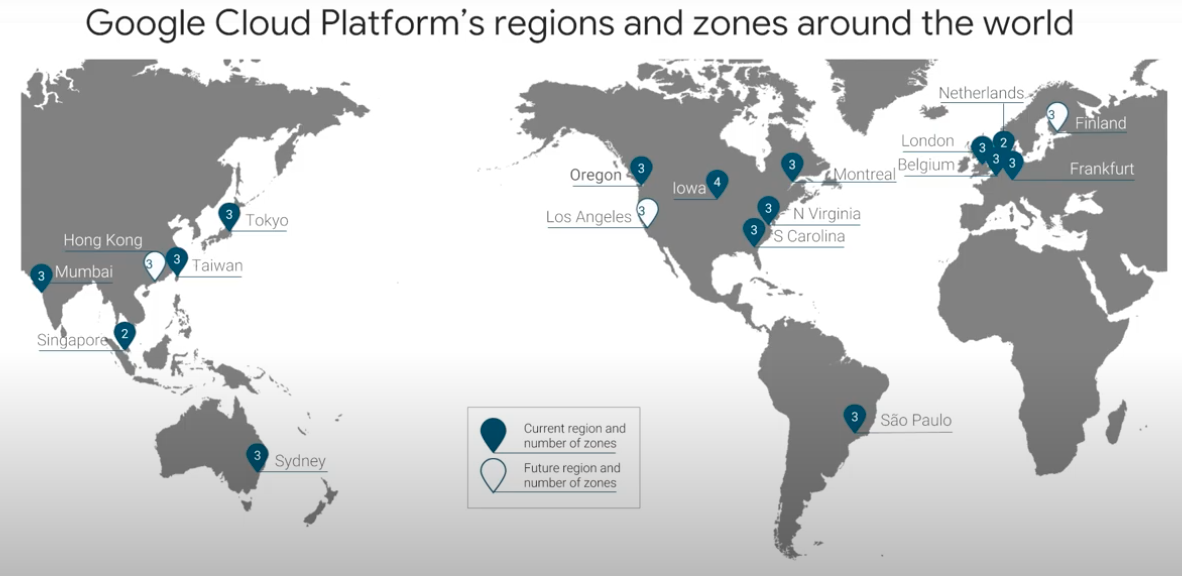 Google Cloud Platform's regions and zones around the world
Netherlands
2
3
Finland
London
3
Belgium
3
3
Frankfurt
Oregon
3
Iowa
4
3
Montreal
Los Angeles
3
3
N Virginia
3
S Carolina
3
Tokyo
Hong Kong
3
3
Taiwan
3
Mumbai
Singapore
2
3
São Paulo
3
Sydney
Current region and
number of zones
Future region and
number of zones